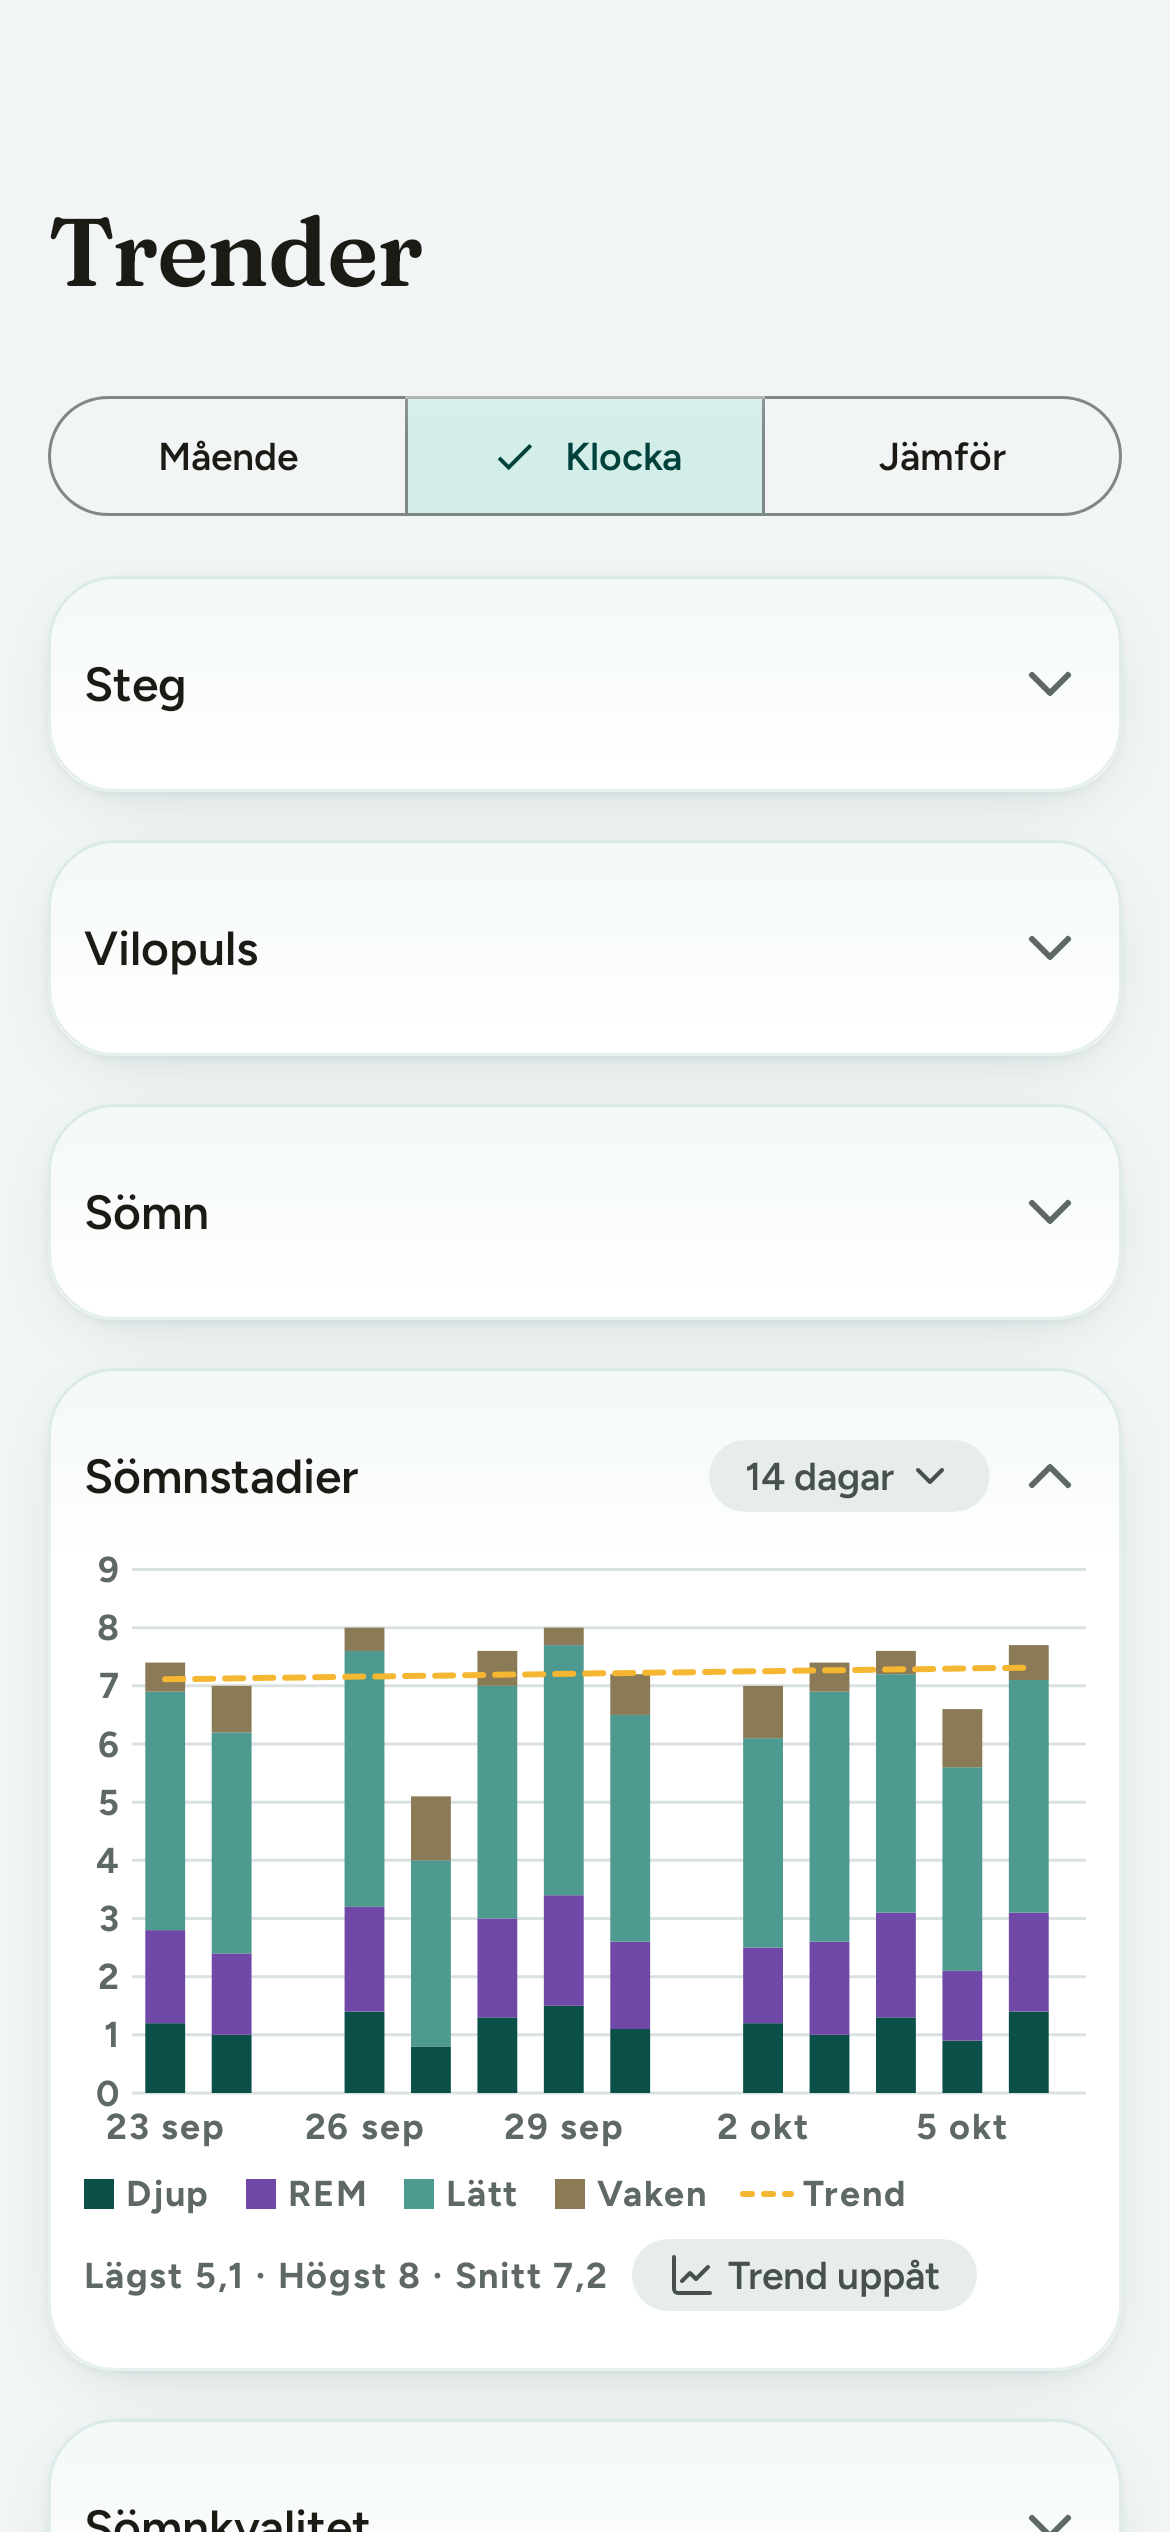 Trender
Mående
Klocka
Jämför
Steg
Vilopuls
Sömn
Sömnstadier
14 dagar
9
8
7
6
5
4
3
2
1
0
23 sep 26 sep 29 sep 2 okt 5 okt
Djup REM Lätt Vaken Trend
Lägst 5,1 · Högst 8 · Snitt 7,2
Trend uppåt
Sömnkvalitet